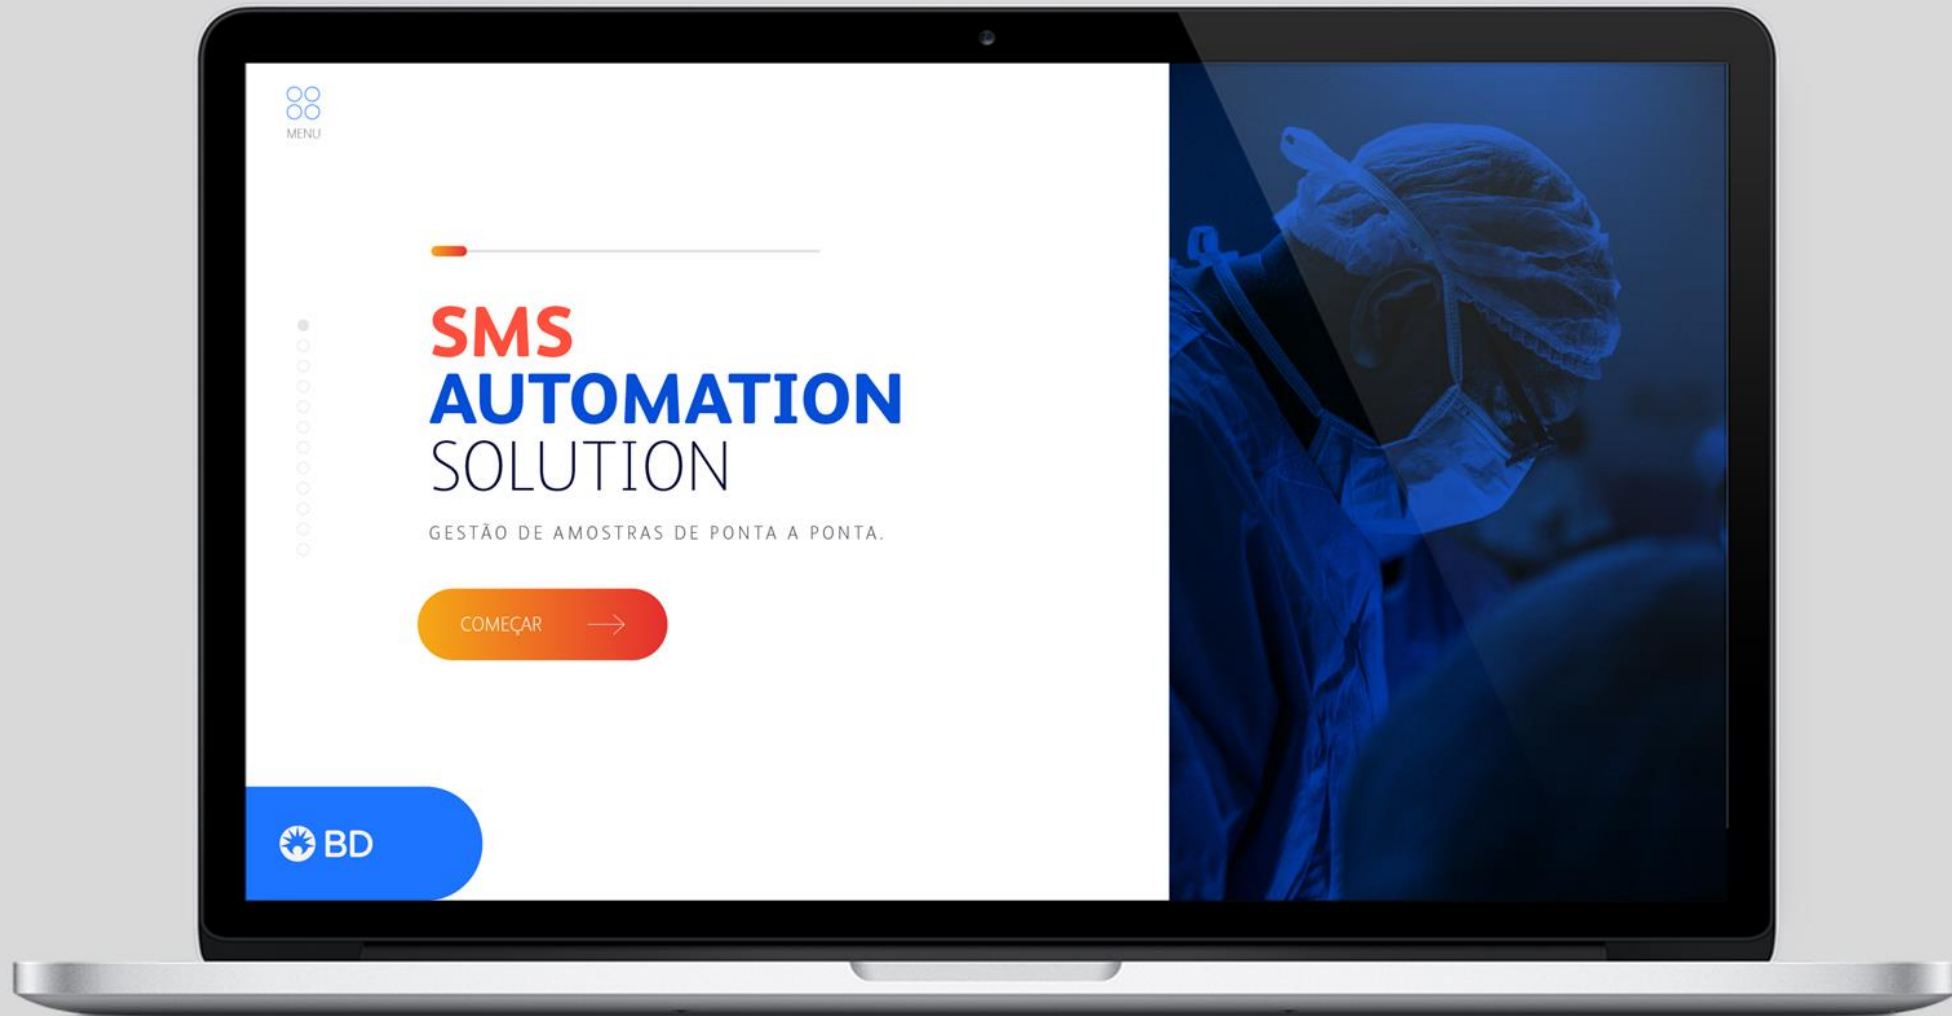 MENU
SMS
AUTOMATION
SOLUTION
GESTÃO DE AMOSTRAS DE PONTA A PONTA.
COMEÇAR
BD